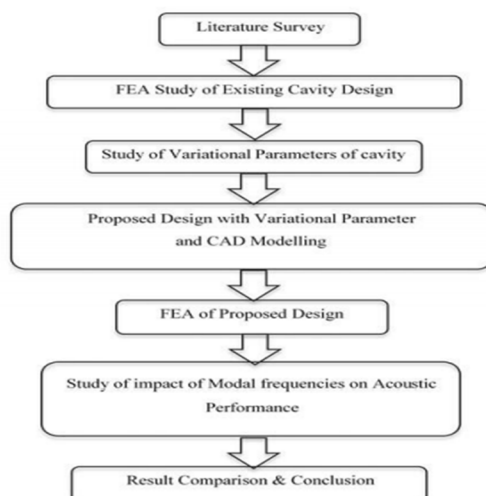 Literature Survey
FEA Study of Existing Cavity Design
Study of Variational Parameters of cavity
Proposed Design with Variational Parameter
and CAD Modelling
FEA of Proposed Design
Study of impact of Modal frequencies on Acoustic
Performance
Result Comparison & Conclusion